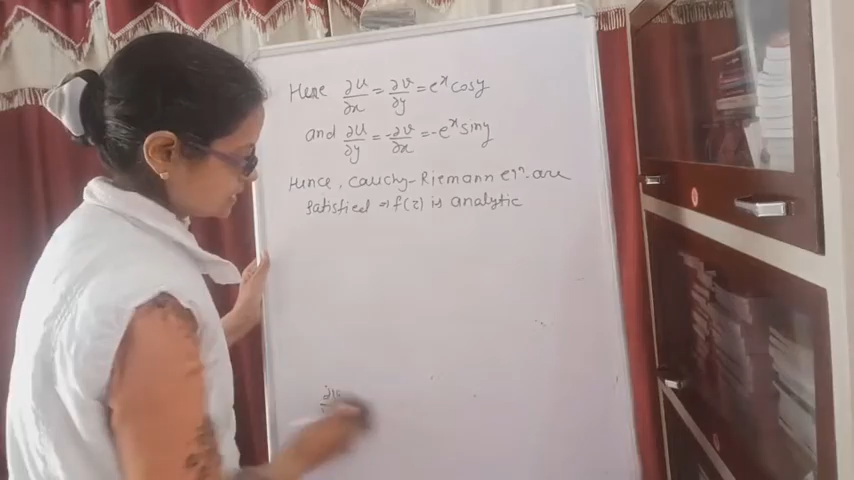 Here ∂u/∂x = ∂v/∂y = e^x cosy
and ∂u/∂y = -∂v/∂x = -e^x siny
Hence, Cauchy-Riemann eqn. are
satisfied ⇒ f(z) is analytic